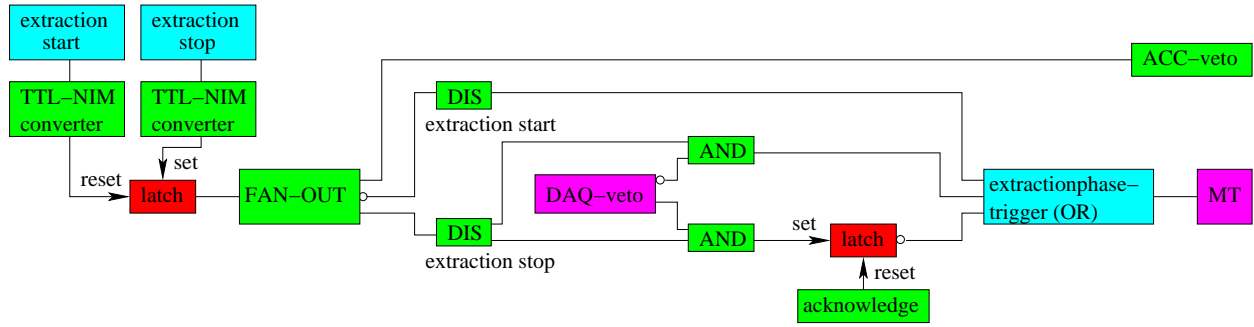 extraction
start
extraction
stop
TTL−NIM
converter
TTL−NIM
converter
reset
set
latch
FAN−OUT
DIS
extraction start
DIS
extraction stop
DAQ−veto
AND
AND
set
latch
reset
acknowledge
ACC−veto
extractionphase−
trigger (OR)
MT